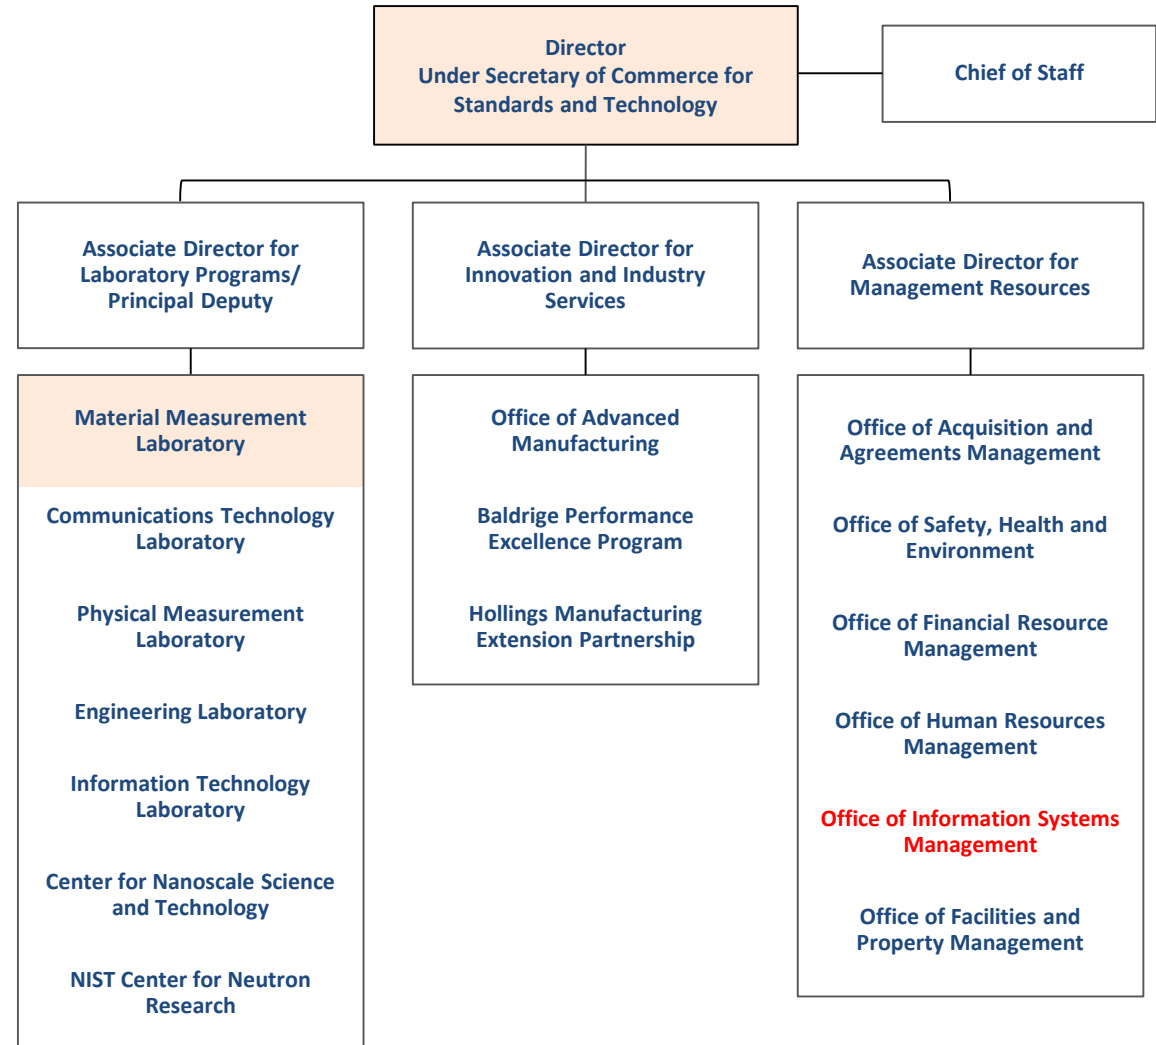 Director
Under Secretary of Commerce for
Standards and Technology
Chief of Staff
Associate Director for
Laboratory Programs/
Principal Deputy
Associate Director for
Innovation and Industry
Services
Associate Director for
Management Resources
Material Measurement
Laboratory
Communications Technology
Laboratory
Physical Measurement
Laboratory
Engineering Laboratory
Information Technology
Laboratory
Center for Nanoscale Science
and Technology
NIST Center for Neutron
Research
Office of Advanced
Manufacturing
Baldrige Performance
Excellence Program
Hollings Manufacturing
Extension Partnership
Office of Acquisition and
Agreements Management
Office of Safety, Health and
Environment
Office of Financial Resource
Management
Office of Human Resources
Management
Office of Information Systems
Management
Office of Facilities and
Property Management